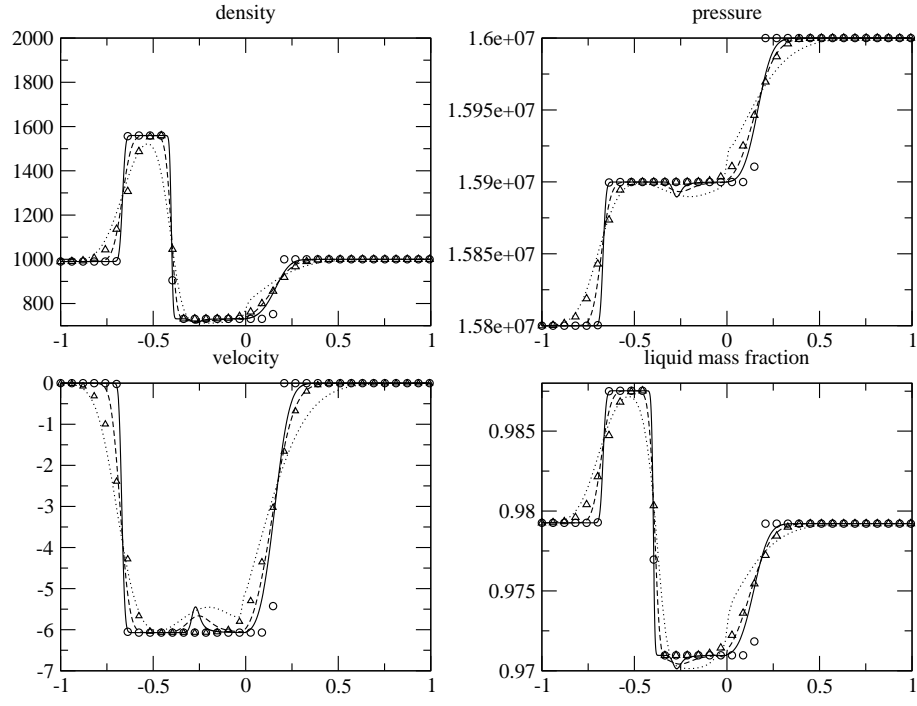 density
2000
1800
1600
1400
1200
1000
800
-1 -0.5 0 0.5 1
pressure
1.6e+07
1.595e+07
1.59e+07
1.585e+07
1.58e+07
-1 -0.5 0 0.5 1
velocity
0
-1
-2
-3
-4
-5
-6
-7
-1 -0.5 0 0.5 1
liquid mass fraction
0.985
0.98
0.975
0.97
-1 -0.5 0 0.5 1